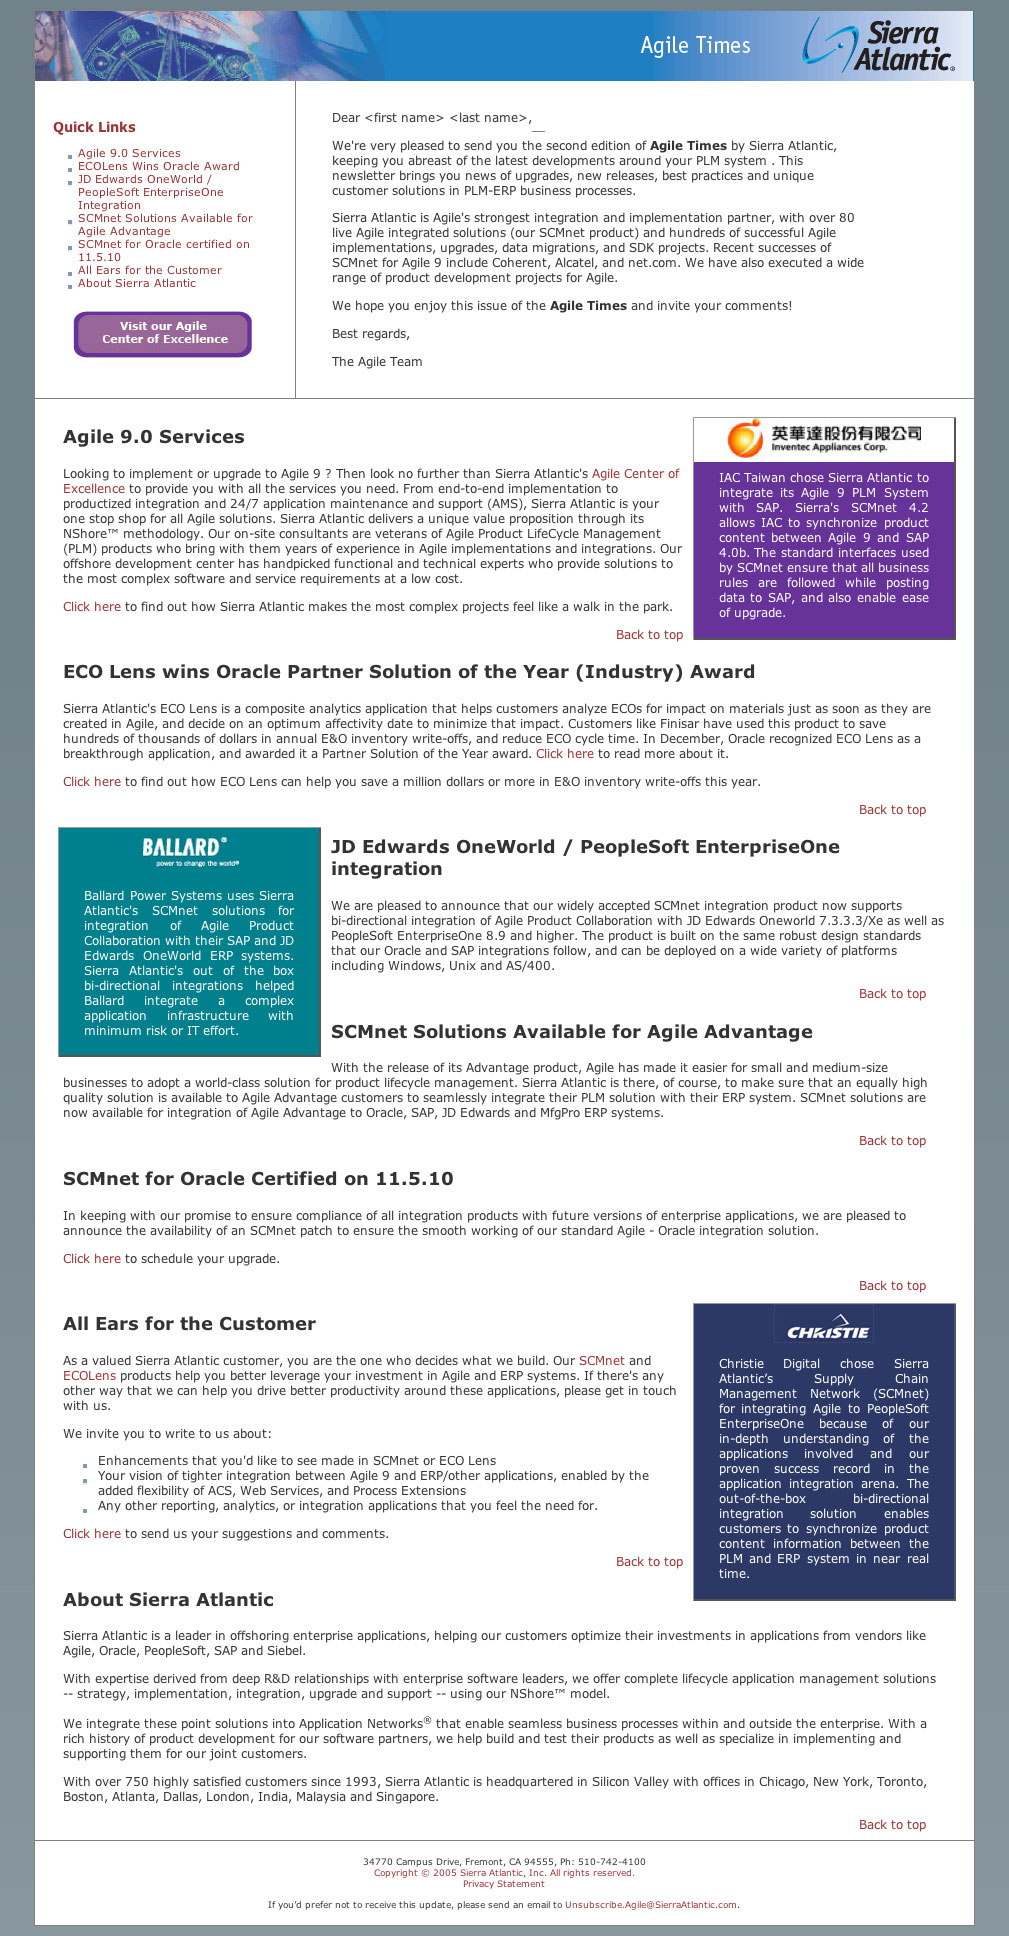 Agile Times
Sierra
Atlantic
Quick Links
Agile 9.0 Services
ECOLens Wins Oracle Award
JD Edwards OneWorld /
PeopleSoft EnterpriseOne
Integration
SCMnet Solutions Available for
Agile Advantage
SCMnet for Oracle certified on
11.5.10
All Ears for the Customer
About Sierra Atlantic
Visit our Agile
Center of Excellence
Dear <first name> <last name>,__
We're very pleased to send you the second edition of Agile Times by Sierra Atlantic,
keeping you abreast of the latest developments around your PLM system . This
newsletter brings you news of upgrades, new releases, best practices and unique
customer solutions in PLM-ERP business processes.
Sierra Atlantic is Agile's strongest integration and implementation partner, with over 80
live Agile integrated solutions (our SCMnet product) and hundreds of successful Agile
implementations, upgrades, data migrations, and SDK projects. Recent successes of
SCMnet for Agile 9 include Coherent, Alcatel, and net.com. We have also executed a wide
range of product development projects for Agile.
We hope you enjoy this issue of the Agile Times and invite your comments!
Best regards,
The Agile Team
Agile 9.0 Services
Looking to implement or upgrade to Agile 9 ? Then look no further than Sierra Atlantic's Agile Center of
Excellence to provide you with all the services you need. From end-to-end implementation to
productized integration and 24/7 application maintenance and support (AMS), Sierra Atlantic is your
one stop shop for all Agile solutions. Sierra Atlantic delivers a unique value proposition through its
NShore™ methodology. Our on-site consultants are veterans of Agile Product LifeCycle Management
(PLM) products who bring with them years of experience in Agile implementations and integrations. Our
offshore development center has handpicked functional and technical experts who provide solutions to
the most complex software and service requirements at a low cost.
Click here to find out how Sierra Atlantic makes the most complex projects feel like a walk in the park.
Back to top
英華達股份有限公司
Inventec Appliances Corp.
IAC Taiwan chose Sierra Atlantic to
integrate its Agile 9 PLM System
with SAP. Sierra's SCMnet 4.2
allows IAC to synchronize product
content between Agile 9 and SAP
4.0b. The standard interfaces used
by SCMnet ensure that all business
rules are followed while posting
data to SAP, and also enable ease
of upgrade.
ECO Lens wins Oracle Partner Solution of the Year (Industry) Award
Sierra Atlantic's ECO Lens is a composite analytics application that helps customers analyze ECOs for impact on materials just as soon as they are
created in Agile, and decide on an optimum affectivity date to minimize that impact. Customers like Finisar have used this product to save
hundreds of thousands of dollars in annual E&O inventory write-offs, and reduce ECO cycle time. In December, Oracle recognized ECO Lens as a
breakthrough application, and awarded it a Partner Solution of the Year award. Click here to read more about it.
Click here to find out how ECO Lens can help you save a million dollars or more in E&O inventory write-offs this year.
Back to top
BALLARD®
power to change the world®
Ballard Power Systems uses Sierra
Atlantic's SCMnet solutions for
integration of Agile Product
Collaboration with their SAP and JD
Edwards OneWorld ERP systems.
Sierra Atlantic's out of the box
bi-directional integrations helped
Ballard integrate a complex
application infrastructure with
minimum risk or IT effort.
JD Edwards OneWorld / PeopleSoft EnterpriseOne
integration
We are pleased to announce that our widely accepted SCMnet integration product now supports
bi-directional integration of Agile Product Collaboration with JD Edwards Oneworld 7.3.3.3/Xe as well as
PeopleSoft EnterpriseOne 8.9 and higher. The product is built on the same robust design standards
that our Oracle and SAP integrations follow, and can be deployed on a wide variety of platforms
including Windows, Unix and AS/400.
Back to top
SCMnet Solutions Available for Agile Advantage
With the release of its Advantage product, Agile has made it easier for small and medium-size
businesses to adopt a world-class solution for product lifecycle management. Sierra Atlantic is there, of course, to make sure that an equally high
quality solution is available to Agile Advantage customers to seamlessly integrate their PLM solution with their ERP system. SCMnet solutions are
now available for integration of Agile Advantage to Oracle, SAP, JD Edwards and MfgPro ERP systems.
Back to top
SCMnet for Oracle Certified on 11.5.10
In keeping with our promise to ensure compliance of all integration products with future versions of enterprise applications, we are pleased to
announce the availability of an SCMnet patch to ensure the smooth working of our standard Agile - Oracle integration solution.
Click here to schedule your upgrade.
Back to top
All Ears for the Customer
As a valued Sierra Atlantic customer, you are the one who decides what we build. Our SCMnet and
ECOLens products help you better leverage your investment in Agile and ERP systems. If there's any
other way that we can help you drive better productivity around these applications, please get in touch
with us.
We invite you to write to us about:
Enhancements that you'd like to see made in SCMnet or ECO Lens
Your vision of tighter integration between Agile 9 and ERP/other applications, enabled by the
added flexibility of ACS, Web Services, and Process Extensions
Any other reporting, analytics, or integration applications that you feel the need for.
Click here to send us your suggestions and comments.
Back to top
CHRISTIE
Christie Digital chose Sierra
Atlantic’s Supply Chain
Management Network (SCMnet)
for integrating Agile to PeopleSoft
EnterpriseOne because of our
in-depth understanding of the
applications involved and our
proven success record in the
application integration arena. The
out-of-the-box bi-directional
integration solution enables
customers to synchronize product
content information between the
PLM and ERP system in near real
time.
About Sierra Atlantic
Sierra Atlantic is a leader in offshoring enterprise applications, helping our customers optimize their investments in applications from vendors like
Agile, Oracle, PeopleSoft, SAP and Siebel.
With expertise derived from deep R&D relationships with enterprise software leaders, we offer complete lifecycle application management solutions
-- strategy, implementation, integration, upgrade and support -- using our NShore™ model.
We integrate these point solutions into Application Networks® that enable seamless business processes within and outside the enterprise. With a
rich history of product development for our software partners, we help build and test their products as well as specialize in implementing and
supporting them for our joint customers.
With over 750 highly satisfied customers since 1993, Sierra Atlantic is headquartered in Silicon Valley with offices in Chicago, New York, Toronto,
Boston, Atlanta, Dallas, London, India, Malaysia and Singapore.
Back to top
34770 Campus Drive, Fremont, CA 94555, Ph: 510-742-4100
Copyright © 2005 Sierra Atlantic, Inc. All rights reserved.
Privacy Statement
If you’d prefer not to receive this update, please send an email to Unsubscribe.Agile@SierraAtlantic.com.